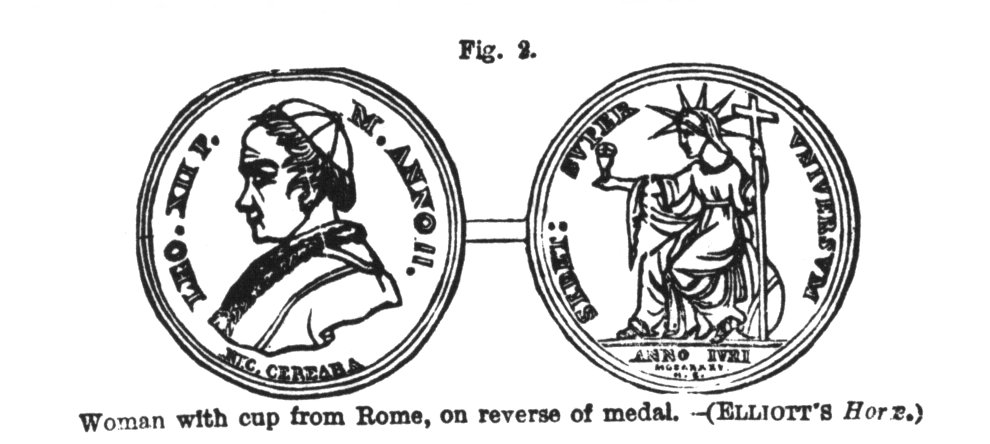 Fig. 2.
LEO · XII P. M. ANNO II.
NIC. CERBARA
SEDET: SVPER VNIVERSVM
ANNO IVBI
Woman with cup from Rome, on reverse of medal. —(ELLIOTT'S Horæ.)